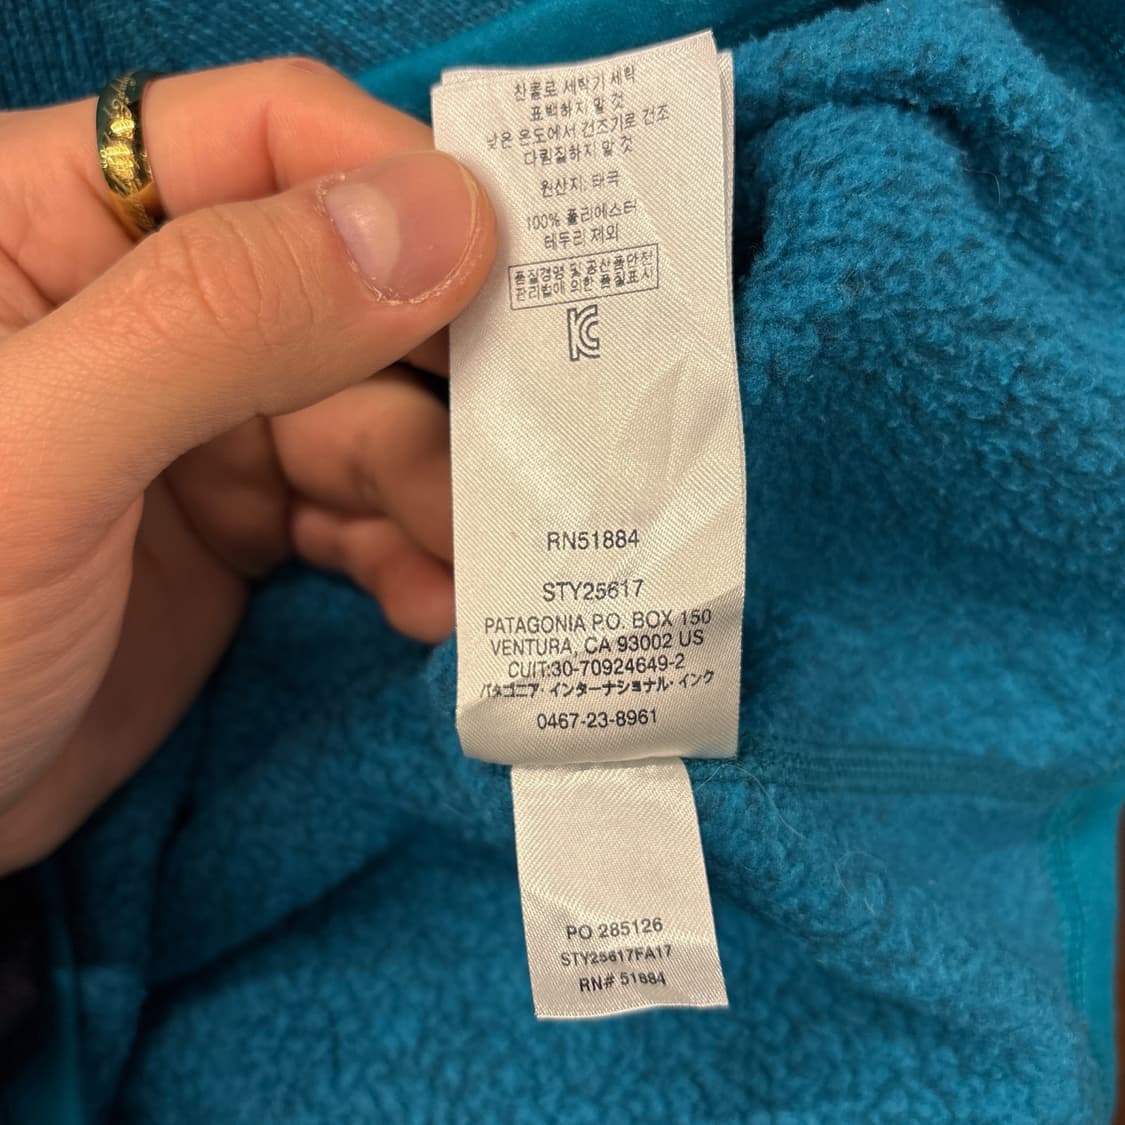 찬물로 세탁기 세탁
표백하지 말 것
낮은 온도에서 건조기로 건조
다림질하지 말 것
원산지: 태국
100% 폴리에스터
테두리 제외
품질경영 및 공산품안전
관리법에 의한 품질표시
KC
RN51884
STY25617
PATAGONIA PO. BOX 150
VENTURA, CA 93002 US
CUIT:30-70924649-2
パタゴニア・インターナショナル・インク
0467-23-8961
PO 285126
STY25617FA17
RN# 51884